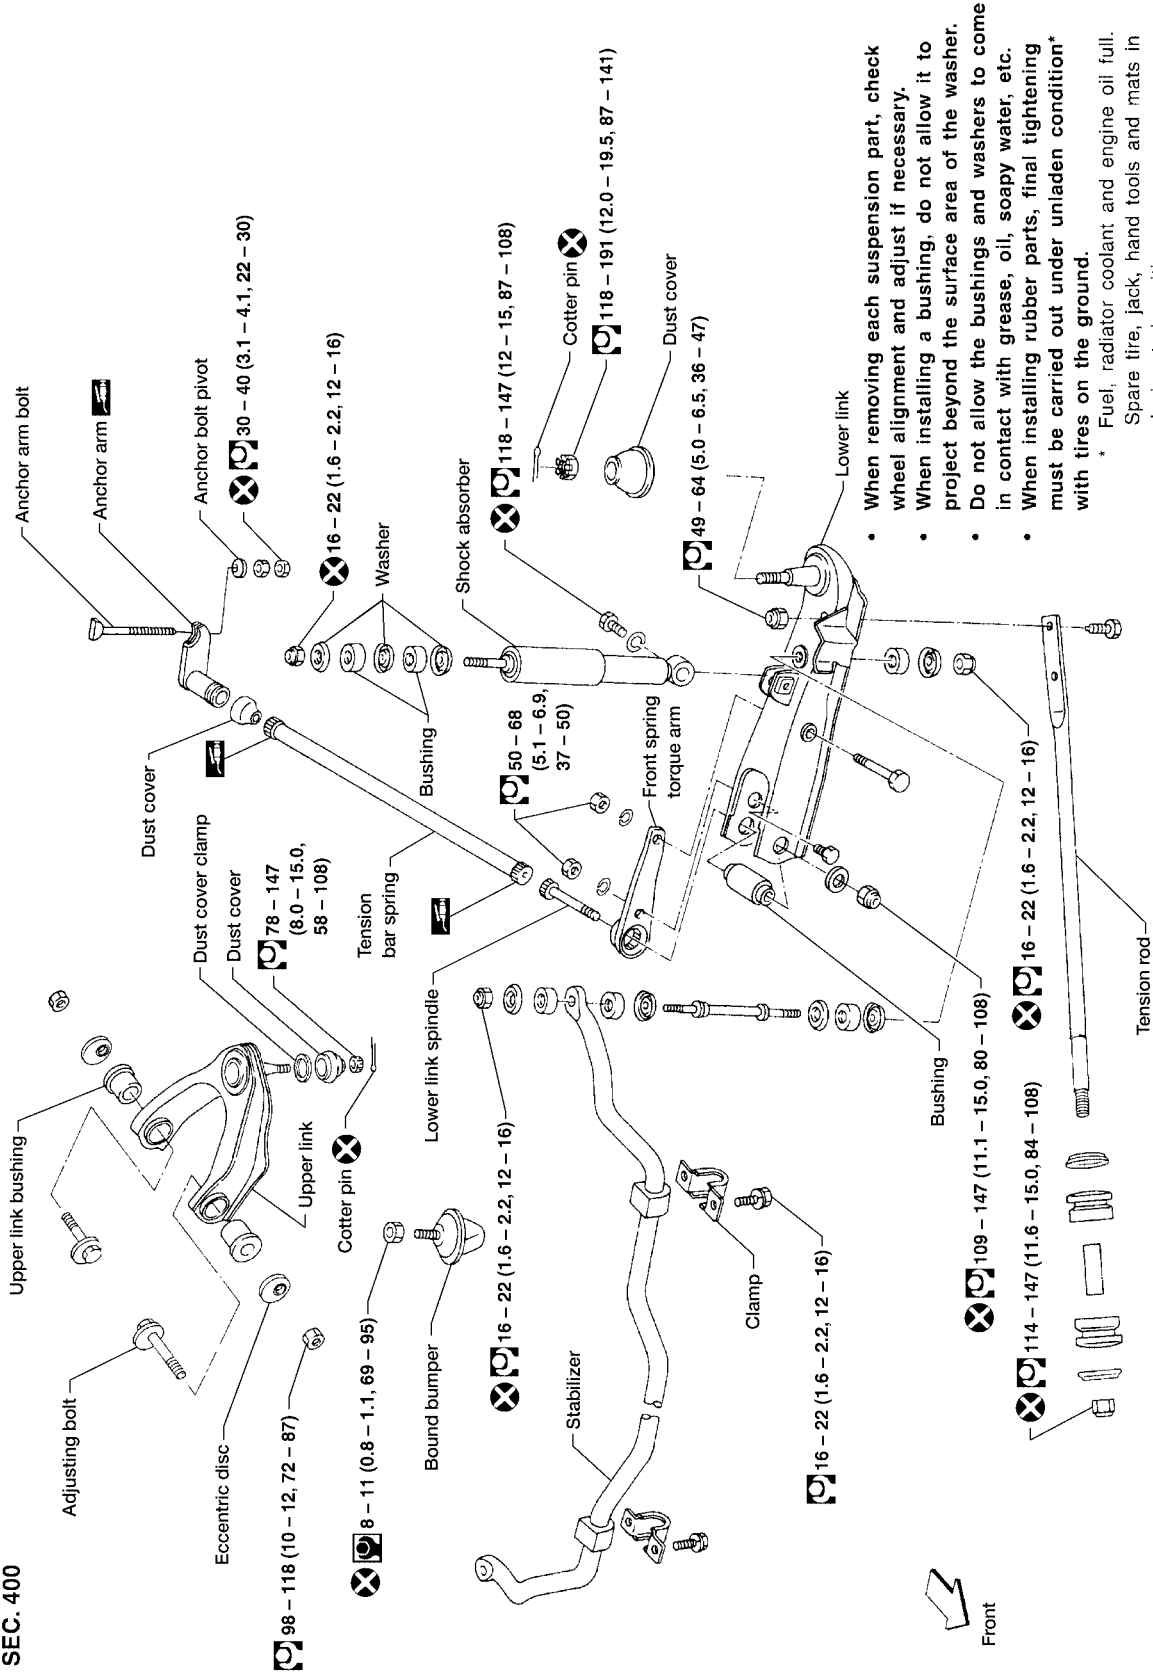 SEC. 400
Adjusting bolt
Upper link bushing
Anchor arm bolt
Anchor arm
Anchor bolt pivot
30 – 40 (3.1 – 4.1, 22 – 30)
Dust cover
Dust cover clamp
Dust cover
78 – 147
(8.0 – 15.0,
58 – 108)
Upper link
Cotter pin
Eccentric disc
98 – 118 (10 – 12, 72 – 87)
8 – 11 (0.8 – 1.1, 69 – 95)
Bound bumper
16 – 22 (1.6 – 2.2, 12 – 16)
Washer
Bushing
Shock absorber
118 – 147 (12 – 15, 87 – 108)
Cotter pin
118 – 191 (12.0 – 19.5, 87 – 141)
Dust cover
Tension
bar spring
Lower link spindle
50 – 68
(5.1 – 6.9,
37 – 50)
Front spring
torque arm
49 – 64 (5.0 – 6.5, 36 – 47)
Lower link
16 – 22 (1.6 – 2.2, 12 – 16)
Stabilizer
Clamp
16 – 22 (1.6 – 2.2, 12 – 16)
Bushing
109 – 147 (11.1 – 15.0, 80 – 108)
16 – 22 (1.6 – 2.2, 12 – 16)
114 – 147 (11.6 – 15.0, 84 – 108)
Tension rod
Front
• When removing each suspension part, check
wheel alignment and adjust if necessary.
• When installing a bushing, do not allow it to
project beyond the surface area of the washer.
• Do not allow the bushings and washers to come
in contact with grease, oil, soapy water, etc.
• When installing rubber parts, final tightening
must be carried out under unladen condition*
with tires on the ground.
* Fuel, radiator coolant and engine oil full.
Spare tire, jack, hand tools and mats in